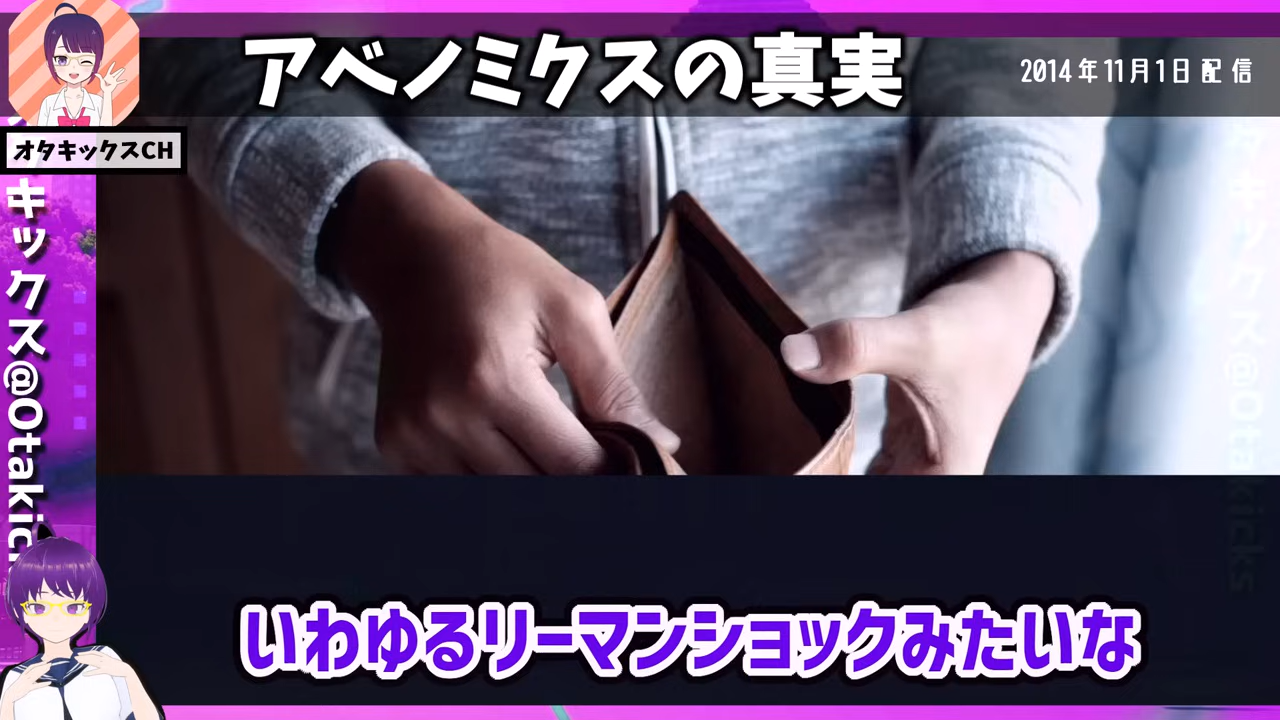 アベノミクスの真実
2014年11月1日配信
オタキックスCH
キックス@Otakic
いわゆるリーマンショックみたいな